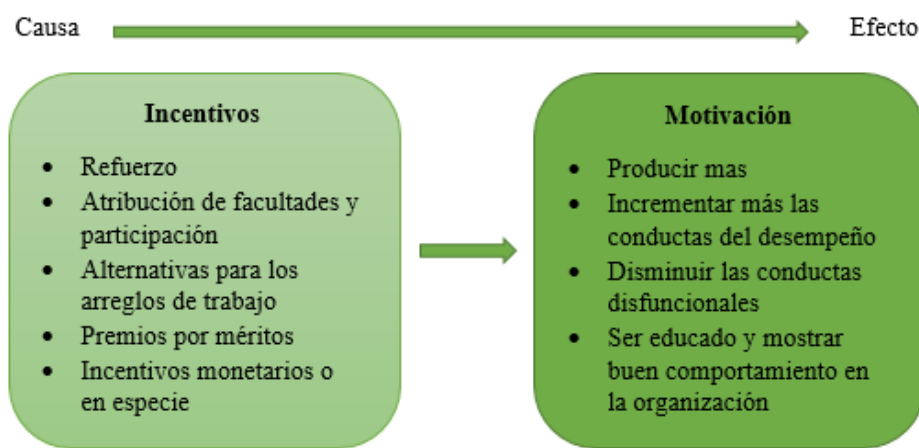 Causa
Efecto
Incentivos
• Refuerzo
• Atribución de facultades y
participación
• Alternativas para los
arreglos de trabajo
• Premios por méritos
• Incentivos monetarios o
en especie
Motivación
• Producir mas
• Incrementar más las
conductas del desempeño
• Disminuir las conductas
disfuncionales
• Ser educado y mostrar
buen comportamiento en
la organización